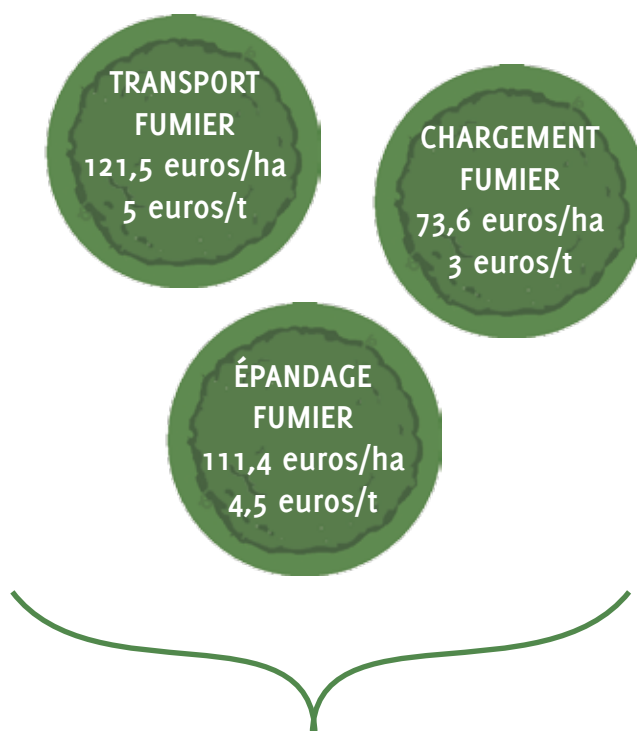 TRANSPORT
FUMIER
121,5 euros/ha
5 euros/t
CHARGEMENT
FUMIER
73,6 euros/ha
3 euros/t
ÉPANDAGE
FUMIER
111,4 euros/ha
4,5 euros/t